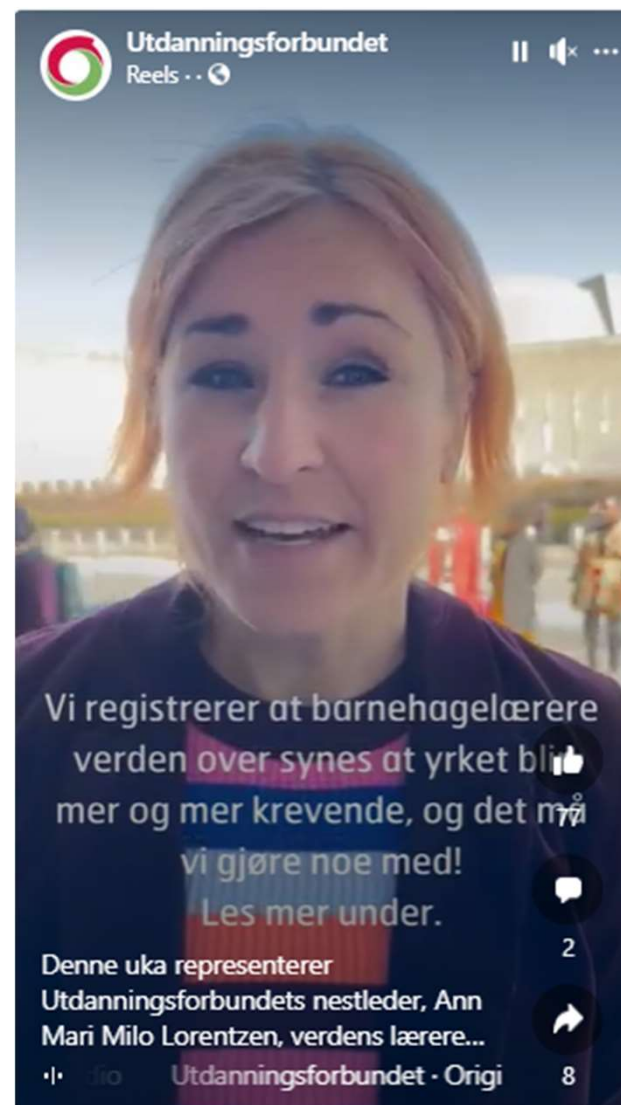 Utdanningsforbundet
Reels · ·
Vi registrerer at barnehagelærere
verden over synes at yrket blir
mer og mer krevende, og det må
vi gjøre noe med!
Les mer under.
77
2
Denne uka representerer
Utdanningsforbundets nestleder, Ann
Mari Milo Lorentzen, verdens lærere...
dio Utdanningsforbundet · Origi
8